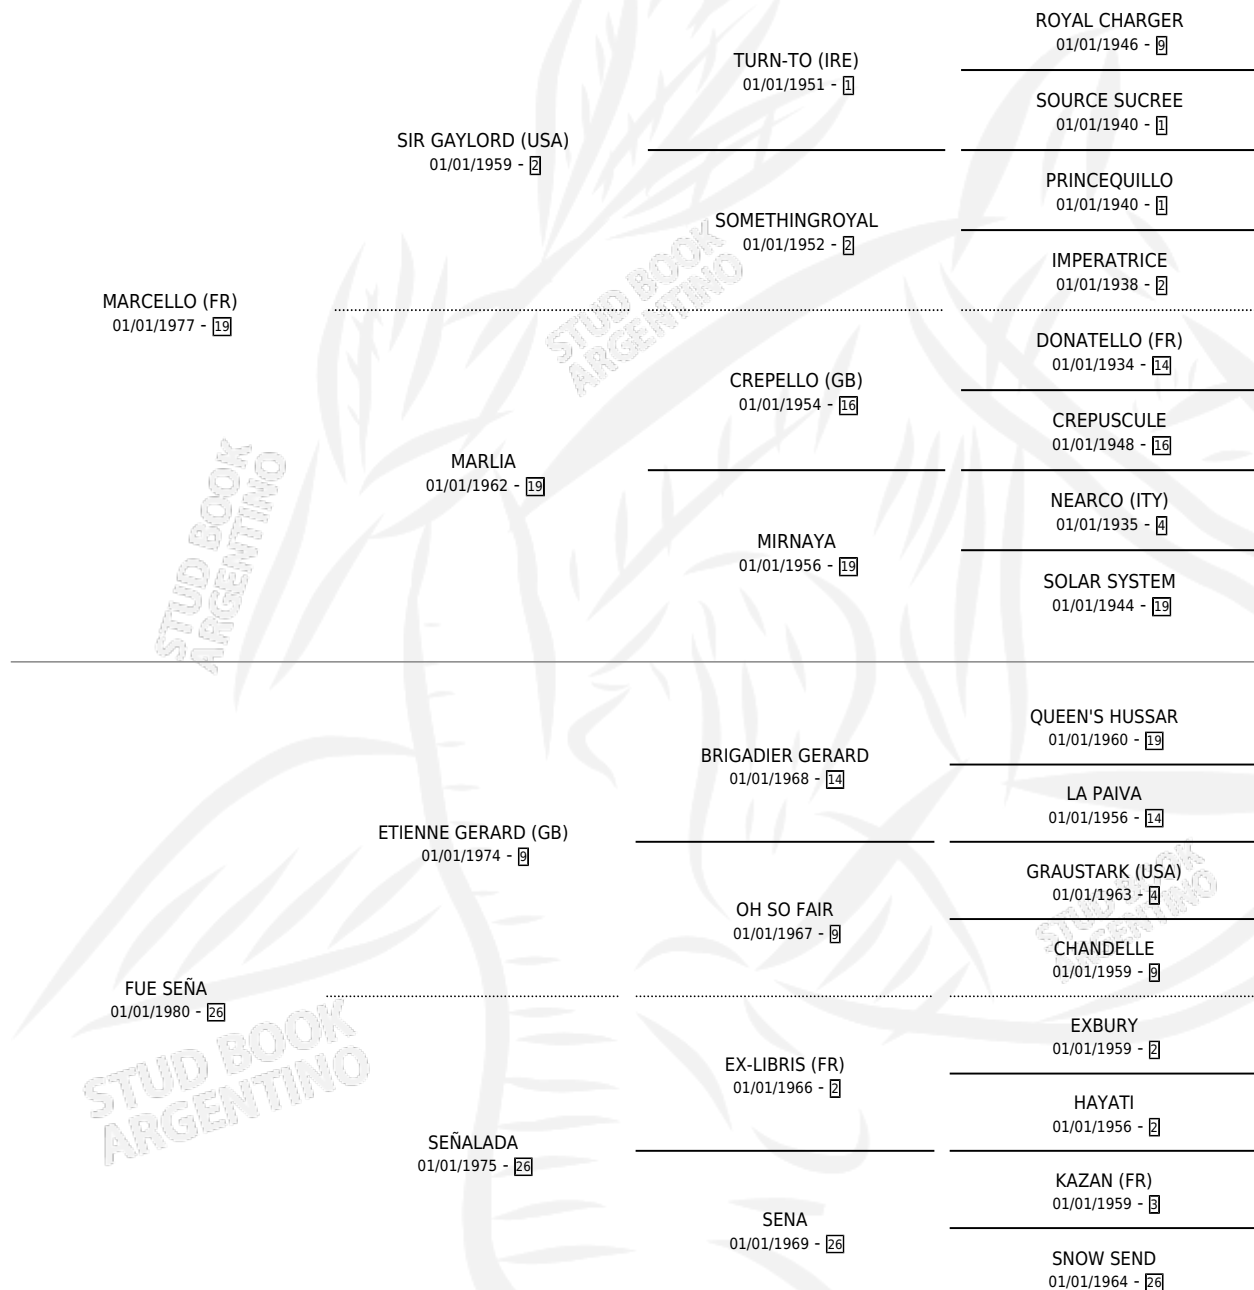 ROYAL CHARGER
01/01/1946 - 9
TURN-TO (IRE)
01/01/1951 - 1
SOURCE SUCREE
01/01/1940 - 1
SIR GAYLORD (USA)
01/01/1959 - 2
PRINCEQUILLO
01/01/1940 - 1
SOMETHINGROYAL
01/01/1952 - 2
IMPERATRICE
01/01/1938 - 2
MARCELLO (FR)
01/01/1977 - 19
DONATELLO (FR)
01/01/1934 - 14
CREPELLO (GB)
01/01/1954 - 16
CREPUSCULE
01/01/1948 - 16
MARLIA
01/01/1962 - 19
NEARCO (ITY)
01/01/1935 - 4
MIRNAYA
01/01/1956 - 19
SOLAR SYSTEM
01/01/1944 - 19
STUD BOOK
ARGENTINO
STUD BOOK
ARGENTINO
QUEEN'S HUSSAR
01/01/1960 - 19
BRIGADIER GERARD
01/01/1968 - 14
LA PAIVA
01/01/1956 - 14
ETIENNE GERARD (GB)
01/01/1974 - 9
GRAUSTARK (USA)
01/01/1963 - 4
OH SO FAIR
01/01/1967 - 9
CHANDELLE
01/01/1959 - 9
STUD BOOK
ARGENTINO
FUE SEÑA
01/01/1980 - 26
EXBURY
01/01/1959 - 2
EX-LIBRIS (FR)
01/01/1966 - 2
HAYATI
01/01/1956 - 2
SEÑALADA
01/01/1975 - 26
KAZAN (FR)
01/01/1959 - 3
SENA
01/01/1969 - 26
SNOW SEND
01/01/1964 - 26
STUD BOOK
ARGENTINO